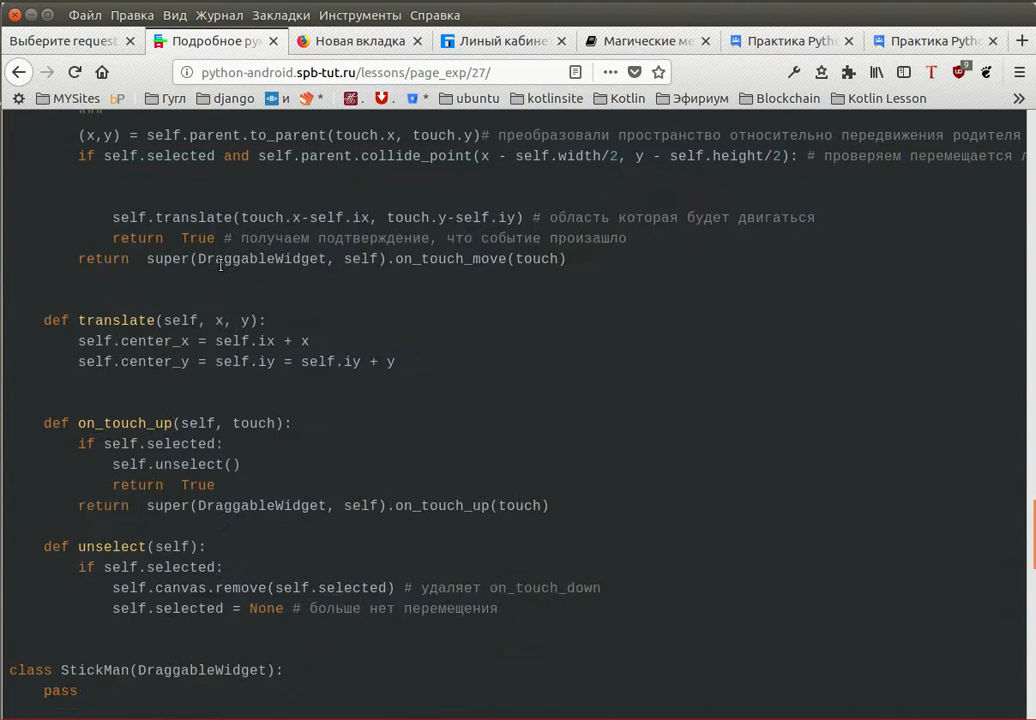 Файл Правка Вид Журнал Закладки Инструменты Справка
Выберите request Подробное ру Новая вкладка Линый кабине Магические ме Практика Pyth Практика Pyth
python-android.spb-tut.ru/lessons/page_exp/27/ 9
MYSites bP Гугл django и * ubuntu kotlinsite Kotlin Эфириум Blockchain Kotlin Lesson
"""
(x,y) = self.parent.to_parent(touch.x, touch.y)# преобразовали пространство относительно передвижения родителя
if self.selected and self.parent.collide_point(x - self.width/2, y - self.height/2): # проверяем перемещается л
self.translate(touch.x-self.ix, touch.y-self.iy) # область которая будет двигаться
return True # получаем подтверждение, что событие произашло
return super(DraggableWidget, self).on_touch_move(touch)
def translate(self, x, y):
self.center_x = self.ix + x
self.center_y = self.iy = self.iy + y
def on_touch_up(self, touch):
if self.selected:
self.unselect()
return True
return super(DraggableWidget, self).on_touch_up(touch)
def unselect(self):
if self.selected:
self.canvas.remove(self.selected) # удаляет on_touch_down
self.selected = None # больше нет перемещения
class StickMan(DraggableWidget):
pass